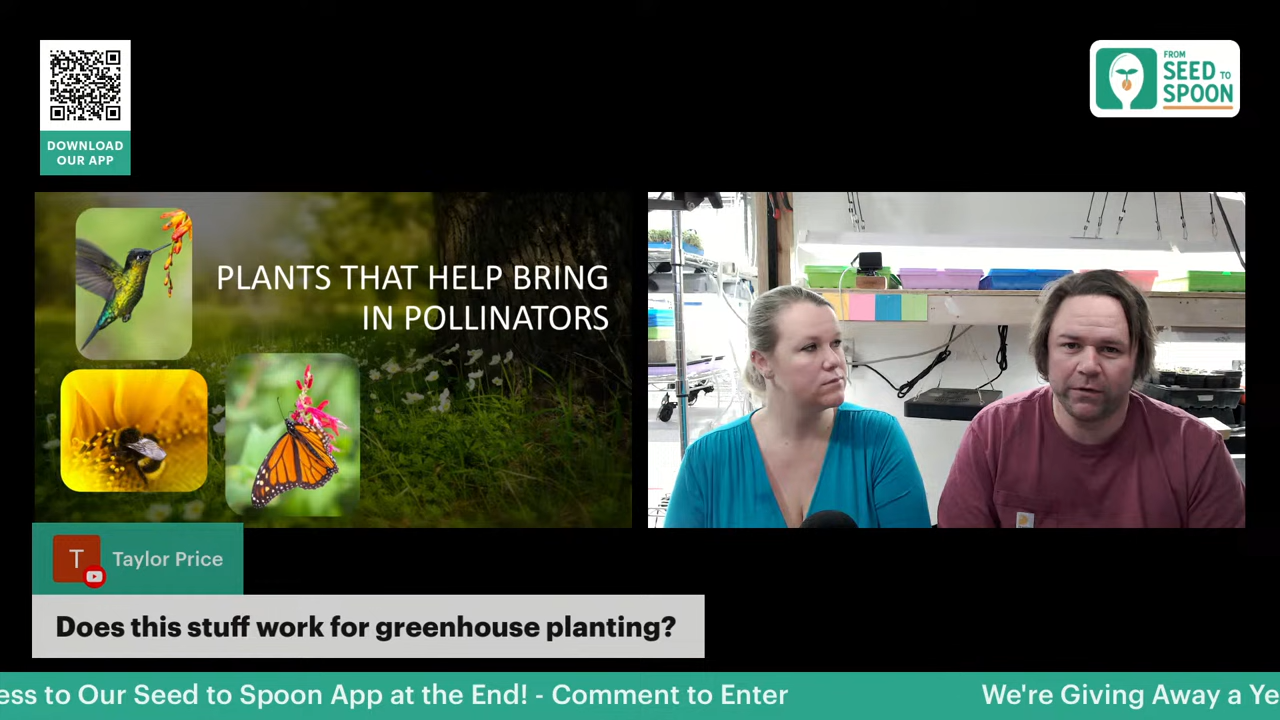 DOWNLOAD
OUR APP
FROM
SEED TO
SPOON
PLANTS THAT HELP BRING
IN POLLINATORS
T
Taylor Price
Does this stuff work for greenhouse planting?
ess to Our Seed to Spoon App at the End! - Comment to Enter
We're Giving Away a Ye